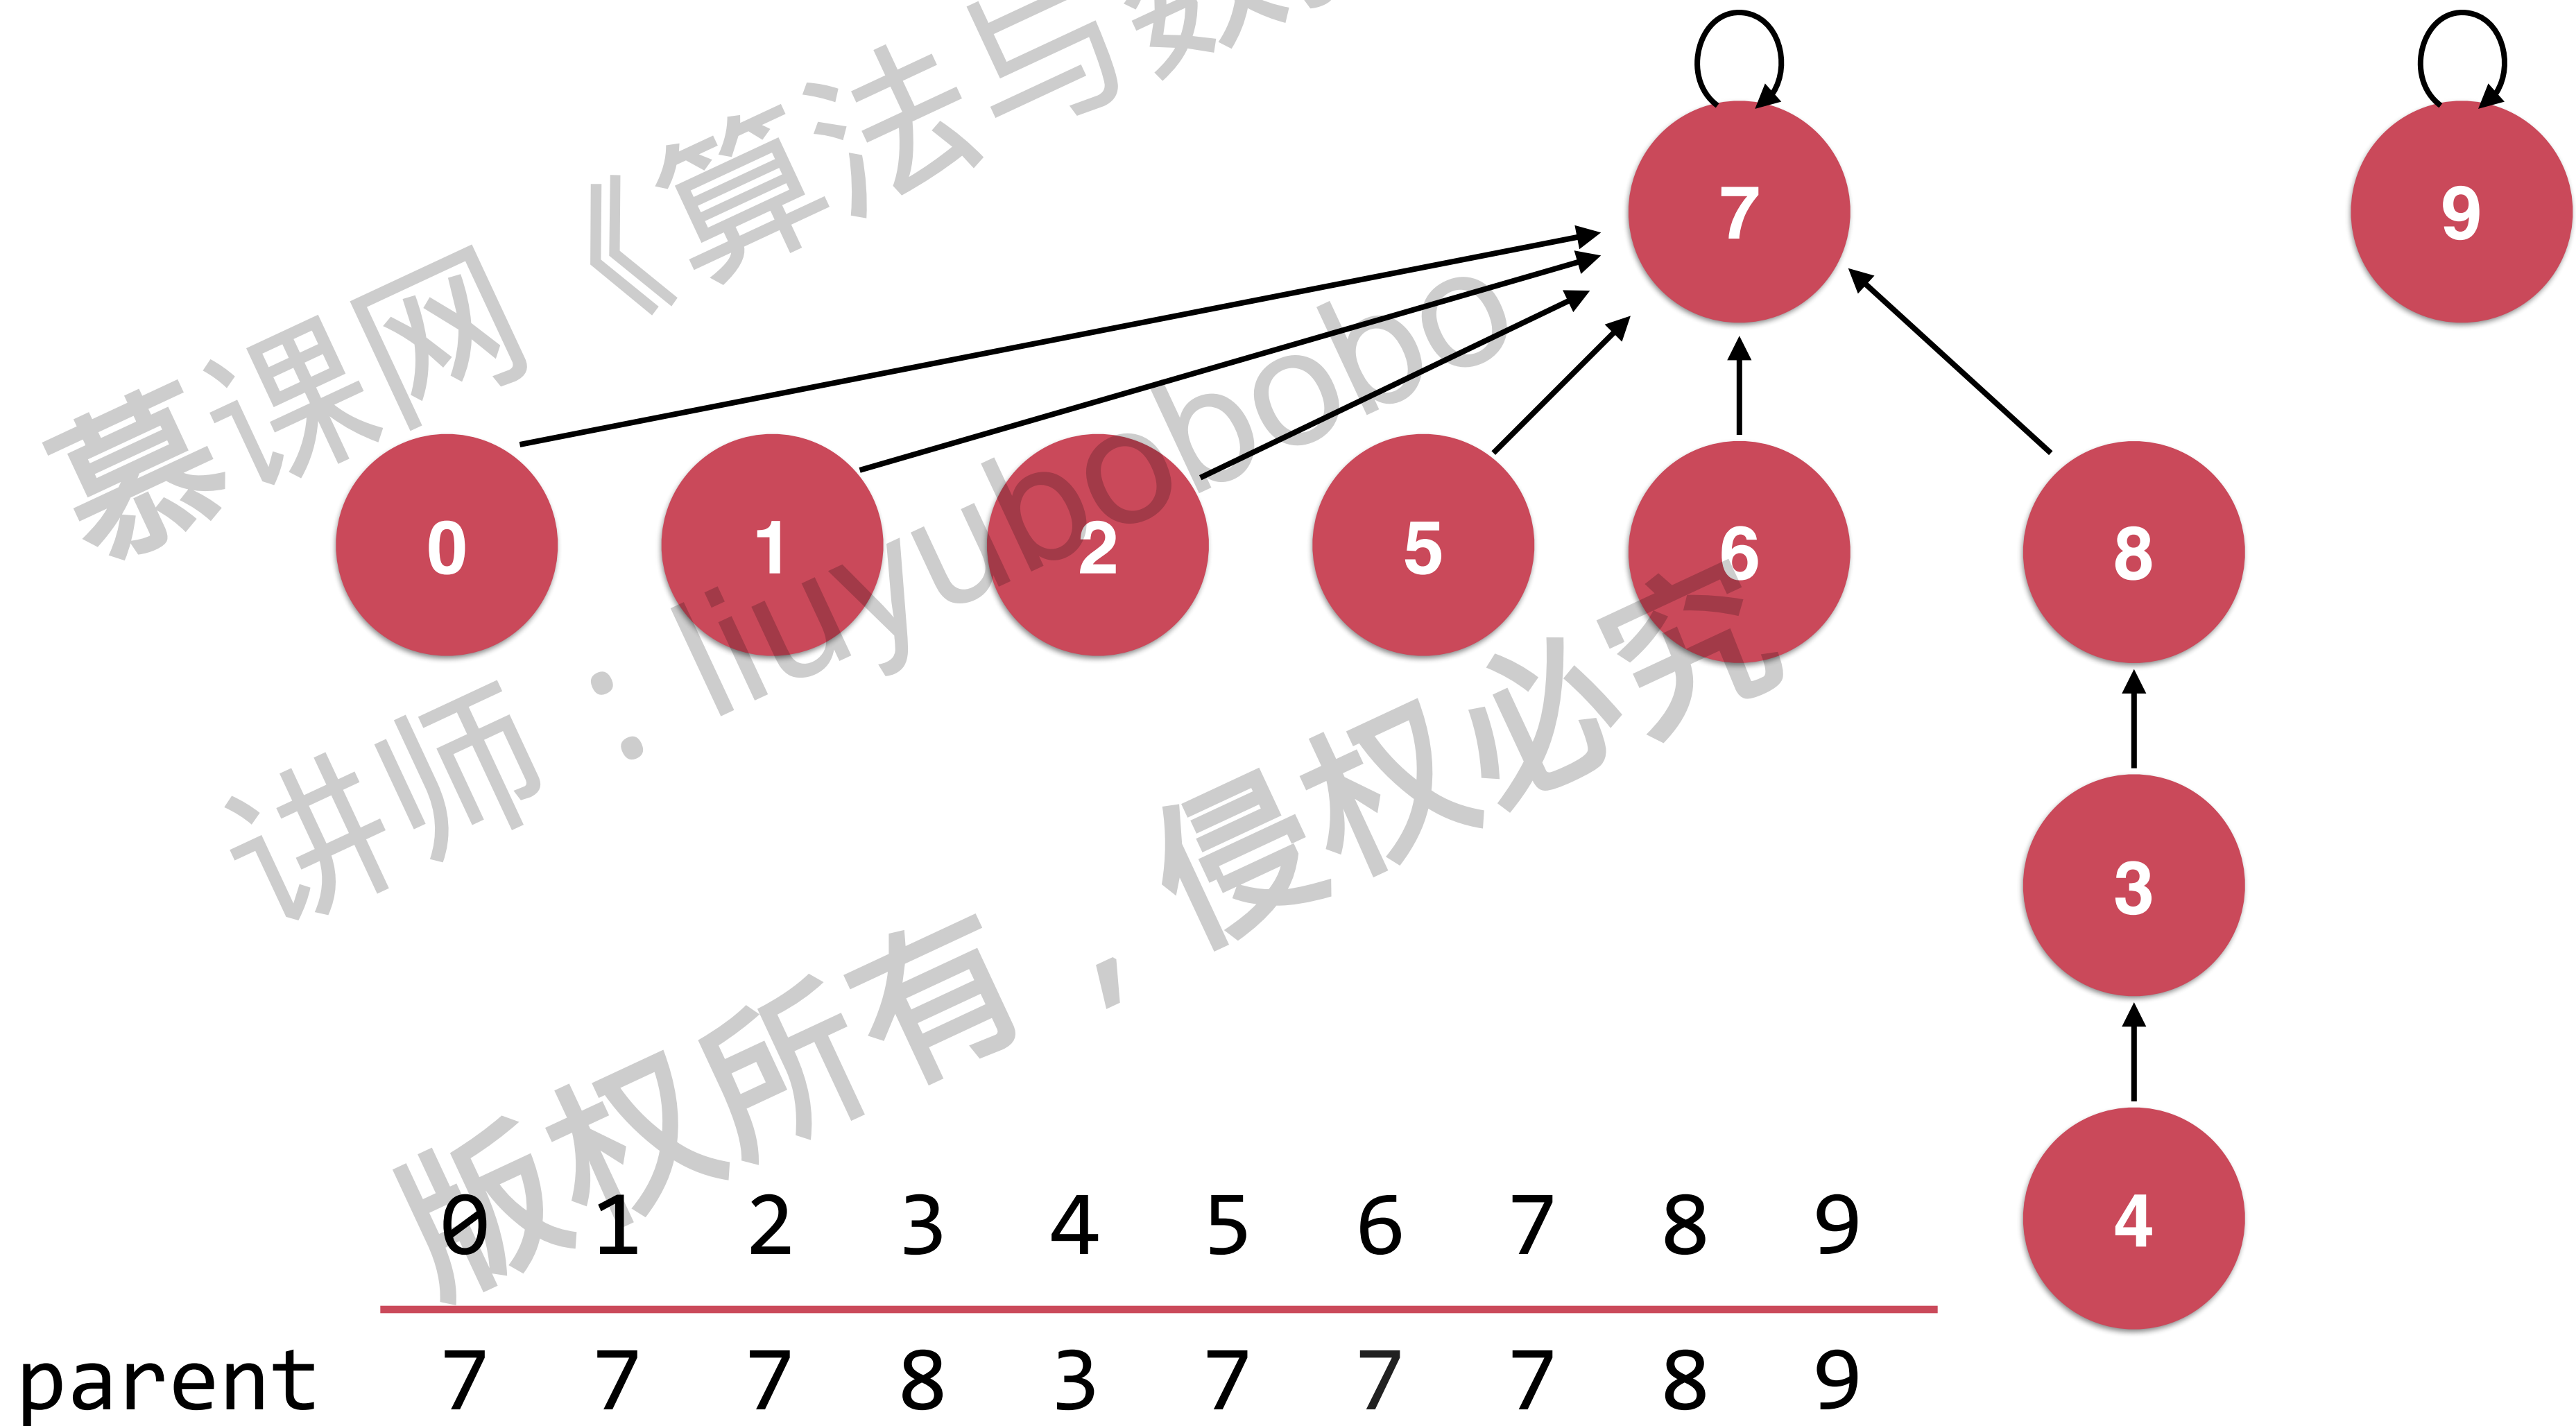 慕课网《算法与数
讲师：liuyubobobo
版权所有，侵权必究
7 9
0 1 2 5 6 8
3
4
0 1 2 3 4 5 6 7 8 9
parent 7 7 7 8 3 7 7 7 8 9